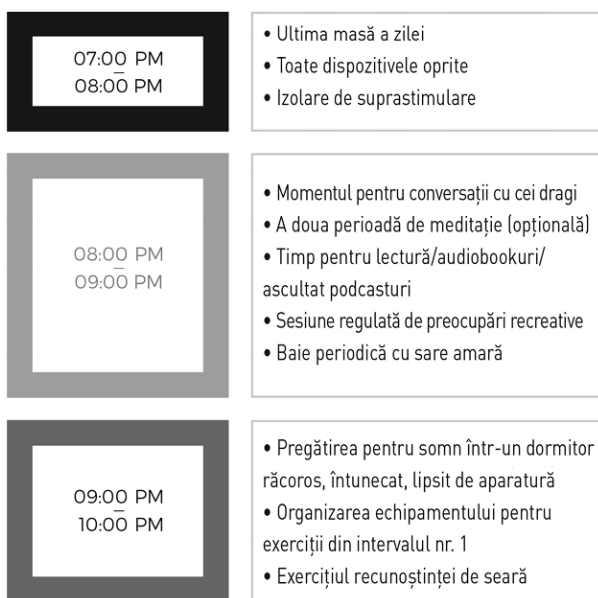 07:00 PM
–
08:00 PM
• Ultima masă a zilei
• Toate dispozitivele oprite
• Izolare de suprastimulare
08:00 PM
–
09:00 PM
• Momentul pentru conversații cu cei dragi
• A doua perioadă de meditație (opțională)
• Timp pentru lectură/audiobookuri/
ascultat podcasturi
• Sesiune regulată de preocupări recreative
• Baie periodică cu sare amară
09:00 PM
–
10:00 PM
• Pregătirea pentru somn într-un dormitor
răcoros, întunecat, lipsit de aparatură
• Organizarea echipamentului pentru
exerciții din intervalul nr. 1
• Exercițiul recunoștinței de seară